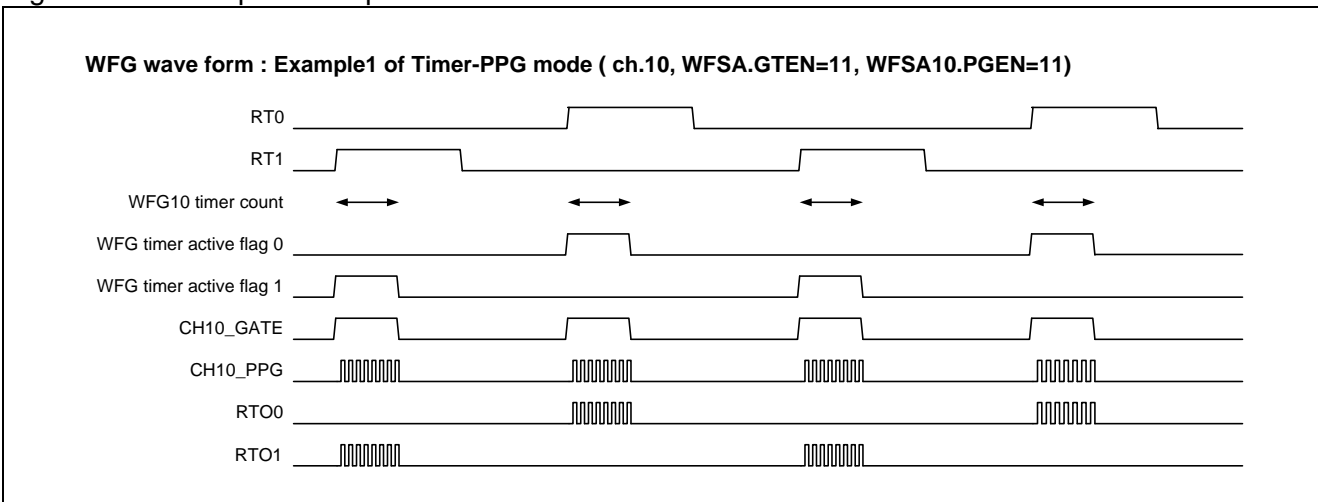 WFG wave form : Example1 of Timer-PPG mode ( ch.10, WFSA.GTEN=11, WFSA10.PGEN=11)
RT0
RT1
WFG10 timer count
WFG timer active flag 0
WFG timer active flag 1
CH10_GATE
CH10_PPG
RTO0
RTO1